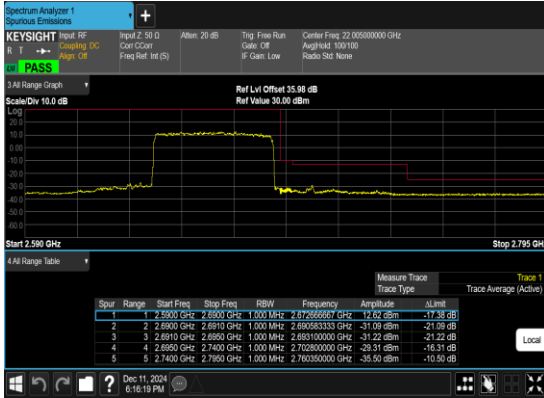 Spectrum Analyzer 1
Spurious Emissions
+
KEYSIGHT Input: RF Input Z: 50 Ω Atten: 20 dB Trig: Free Run Center Freq: 22.005000000 GHz
R T Coupling: DC Corr CCorr Gate: Off Avg|Hold: 100/100
Align: Off Freq Ref: Int (S) IF Gain: Low Radio Std: None
PASS
3 All Range Graph
Ref Lvl Offset 35.98 dB
Scale/Div 10.0 dB Ref Value 30.00 dBm
Log
20.0
10.0
0.00
-10.0
-20.0
-30.0
-40.0
-50.0
-60.0
Start 2.590 GHz Stop 2.795 GHz
4 All Range Table
Measure Trace Trace 1
Trace Type Trace Average (Active)
Spur Range Start Freq Stop Freq RBW Frequency Amplitude ΔLimit
1 1 2.5900 GHz 2.6900 GHz 1.000 MHz 2.672666667 GHz 12.62 dBm -17.38 dB
2 2 2.6900 GHz 2.6910 GHz 1.000 MHz 2.690583333 GHz -31.09 dBm -21.09 dB
3 3 2.6910 GHz 2.6950 GHz 1.000 MHz 2.693100000 GHz -31.22 dBm -21.22 dB
4 4 2.6950 GHz 2.7400 GHz 1.000 MHz 2.702800000 GHz -29.31 dBm -16.31 dB
5 5 2.7400 GHz 2.7950 GHz 1.000 MHz 2.760350000 GHz -35.50 dBm -10.50 dB
Local
?
Dec 11, 2024
6:16:19 PM